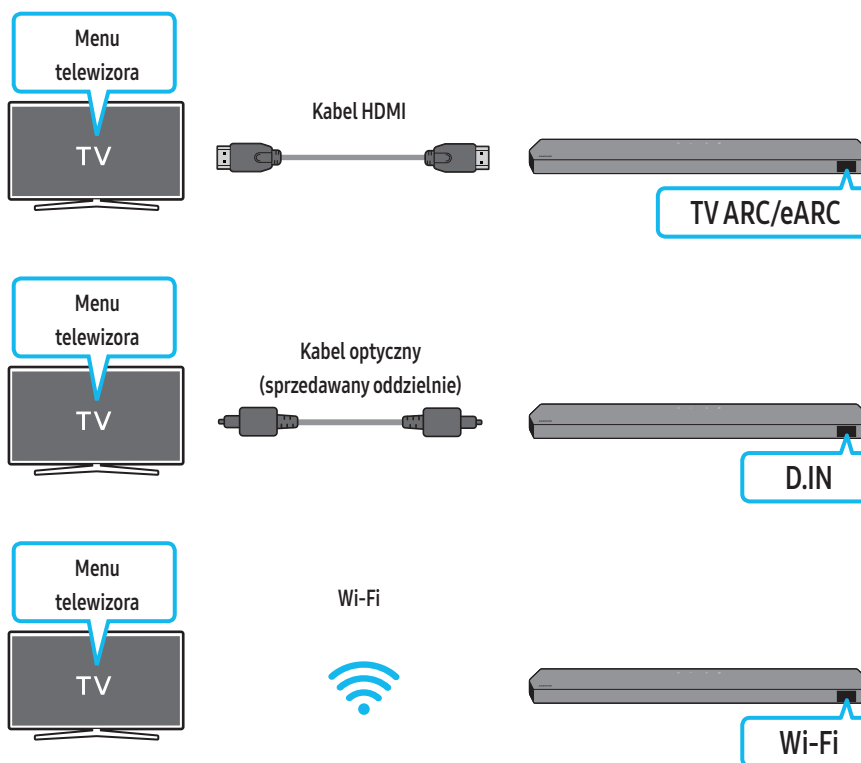 Menu
telewizora
TV
Kabel HDMI
TV ARC/eARC
Menu
telewizora
TV
Kabel optyczny
(sprzedawany oddzielnie)
D.IN
Menu
telewizora
TV
Wi-Fi
Wi-Fi